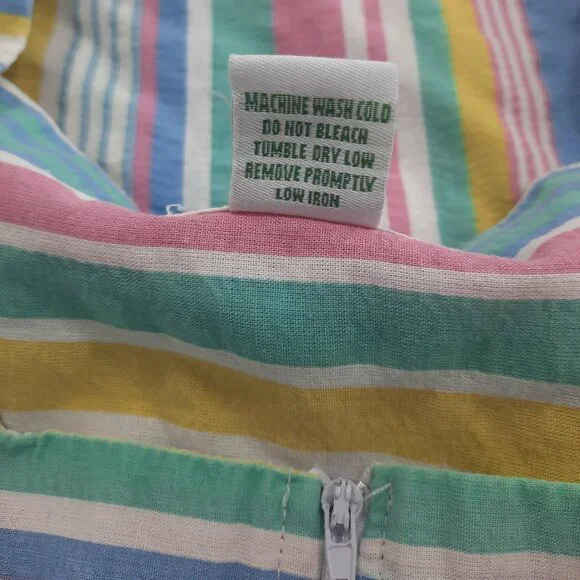 MACHINE WASH COLD
DO NOT BLEACH
TUMBLE DRY LOW
REMOVE PROMPTLY
LOW IRON